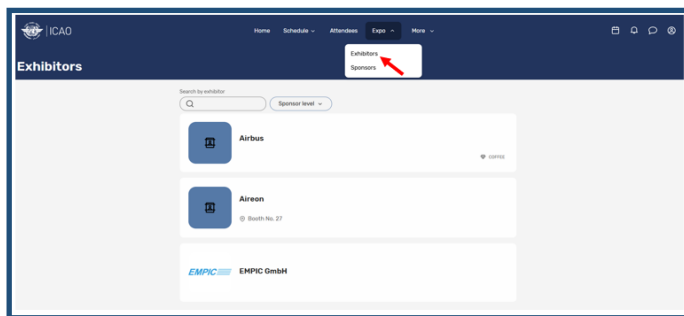 ICAO
Home Schedule Attendees Expo More
Exhibitors
Sponsors
Exhibitors
Search by exhibitor
Sponsor level
Airbus
Aireon
Booth No. 27
EMPIC EMPIC GmbH